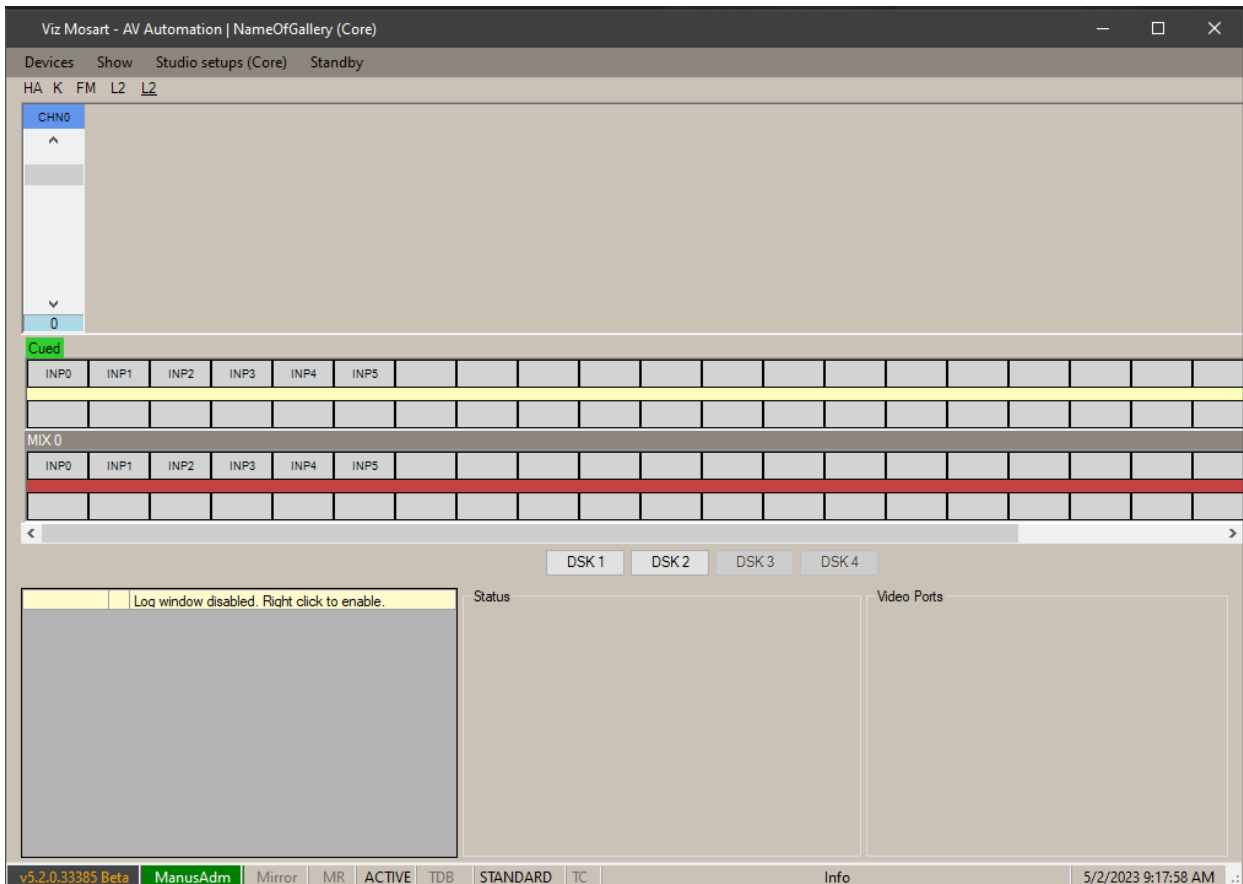 Viz Mosart - AV Automation | NameOfGallery (Core)
Devices Show Studio setups (Core) Standby
HA K FM L2 L2
CHN0
0
Cued
INP0 INP1 INP2 INP3 INP4 INP5
MIX 0
INP0 INP1 INP2 INP3 INP4 INP5
DSK 1 DSK 2 DSK 3 DSK 4
Log window disabled. Right click to enable.
Status
Video Ports
v5.2.0.33385 Beta ManusAdm Mirror MR ACTIVE TDB STANDARD TC Info 5/2/2023 9:17:58 AM